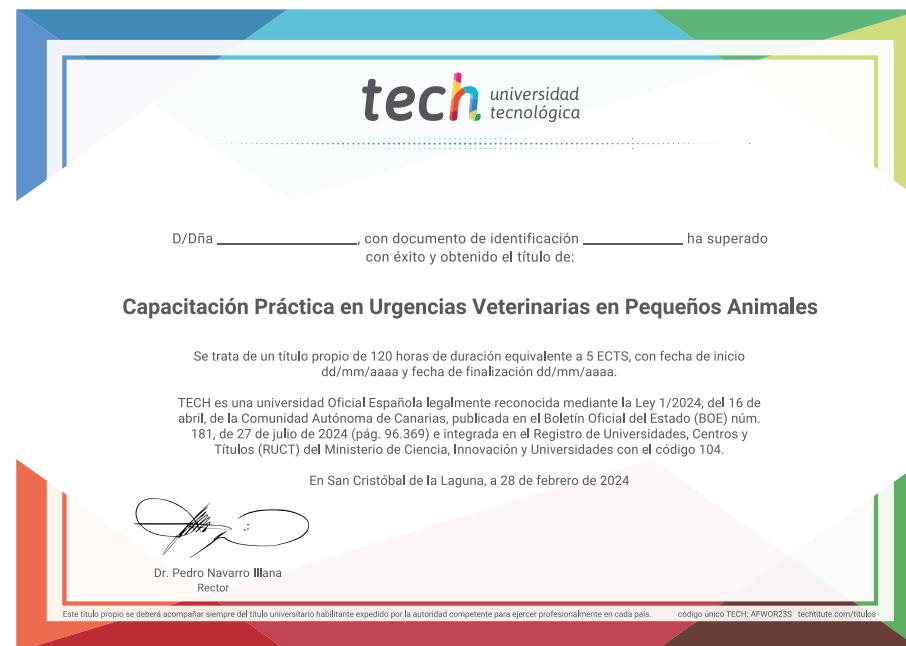 tech universidad
tecnológica
D/Dña ____________________, con documento de identificación ______________ ha superado
con éxito y obtenido el título de:
Capacitación Práctica en Urgencias Veterinarias en Pequeños Animales
Se trata de un título propio de 120 horas de duración equivalente a 5 ECTS, con fecha de inicio
dd/mm/aaaa y fecha de finalización dd/mm/aaaa.
TECH es una universidad Oficial Española legalmente reconocida mediante la Ley 1/2024, del 16 de
abril, de la Comunidad Autónoma de Canarias, publicada en el Boletín Oficial del Estado (BOE) núm.
181, de 27 de julio de 2024 (pág. 96.369) e integrada en el Registro de Universidades, Centros y
Títulos (RUCT) del Ministerio de Ciencia, Innovación y Universidades con el código 104.
En San Cristóbal de la Laguna, a 28 de febrero de 2024
Dr. Pedro Navarro Illana
Rector
Este título propio se deberá acompañar siempre del título universitario habilitante expedido por la autoridad competente para ejercer profesionalmente en cada país. código único TECH: AFWOR23S techtitute.com/titulos